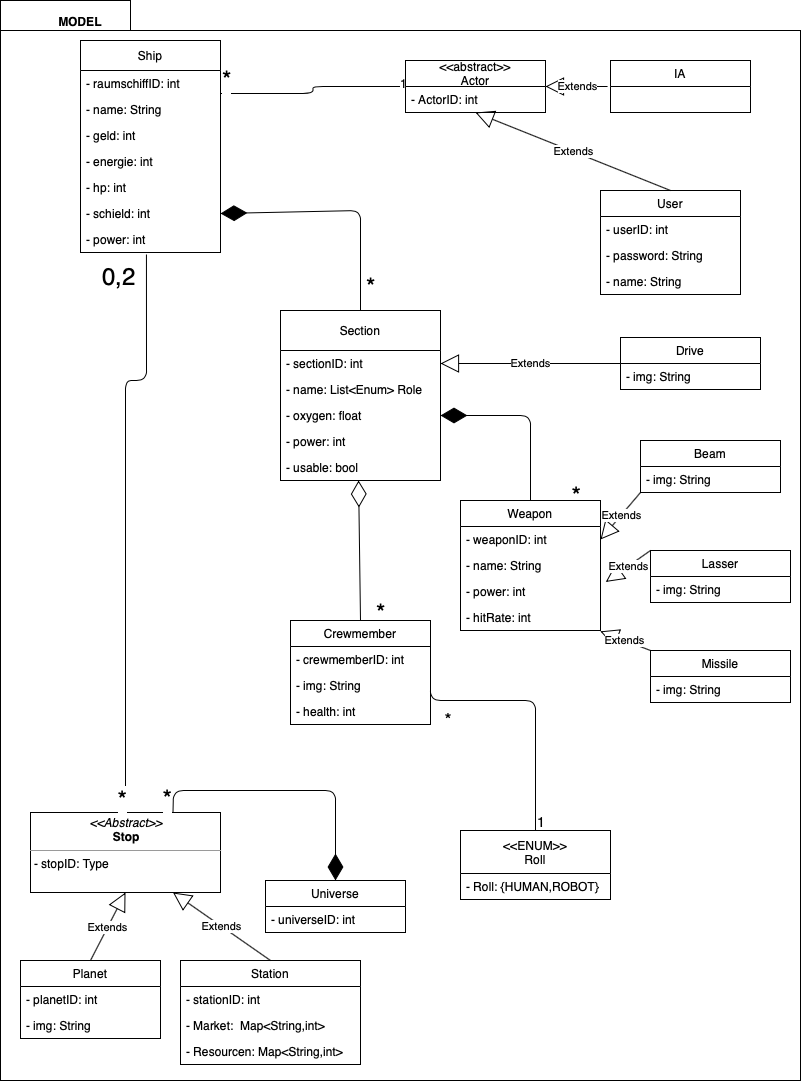 MODEL
Ship
- raumschiffID: int
- name: String
- geld: int
- energie: int
- hp: int
- schield: int
- power: int
*
1
<<abstract>>
Actor
- ActorID: int
Extends
IA
Extends
User
- userID: int
- password: String
- name: String
0,2
*
Section
- sectionID: int
- name: List<Enum> Role
- oxygen: float
- power: int
- usable: bool
Extends
Drive
- img: String
*
Weapon
- weaponID: int
- name: String
- power: int
- hitRate: int
Extends
Beam
- img: String
Extends
Lasser
- img: String
Extends
Missile
- img: String
*
Crewmember
- crewmemberID: int
- img: String
- health: int
*
1
<<ENUM>>
Roll
- Roll: {HUMAN,ROBOT}
*
*
<<Abstract>>
Stop
- stopID: Type
Universe
- universeID: int
Extends
Extends
Planet
- planetID: int
- img: String
Station
- stationID: int
- Market:  Map<String,int>
- Resourcen: Map<String,int>